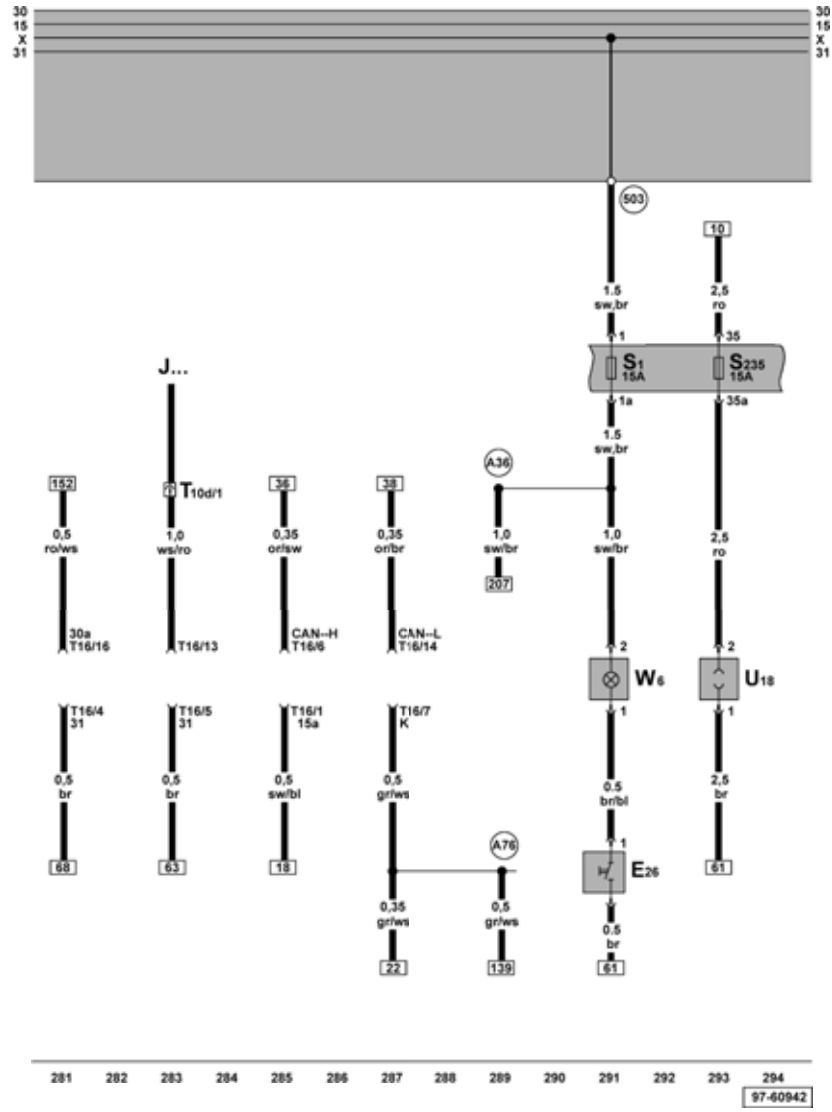 30 30
15 15
X X
31 31
503
10
1.5 2,5
sw,br ro
1 35
J...
S1 S235
15A 15A
1a 35a
1.5
sw,br
A36
152 T10d/1 36 38
0,5 1,0 0,35 0,35 1,0 1,0 2,5
ro/ws ws/ro or/sw or/br sw/br sw/br ro
207
30a CAN--H CAN--L
T16/16 T16/13 T16/6 T16/14 2 2
W6 U18
T16/4 T16/5 T16/1 T16/7 1 1
31 31 15a K
0,5 0,5 0,5 0,5 0.5 2,5
br br sw/bl gr/ws br/bl br
A76 1
68 63 18 E26 61
0,35 0,5
gr/ws gr/ws 0.5
br
22 139 61
281 282 283 284 285 286 287 288 289 290 291 292 293 294
97-60942